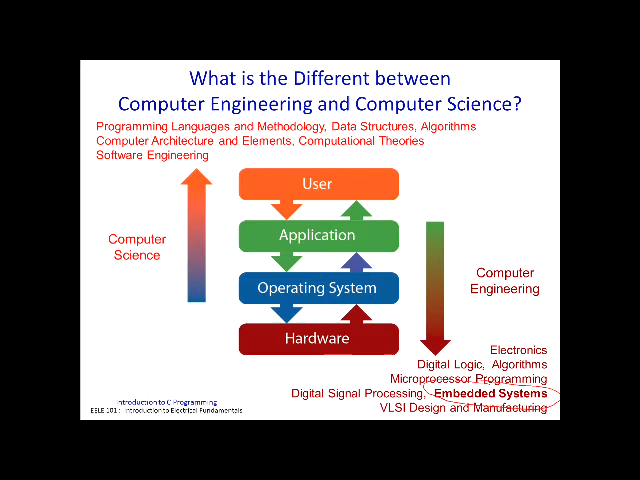 What is the Different between
Computer Engineering and Computer Science?
Programming Languages and Methodology, Data Structures, Algorithms
Computer Architecture and Elements, Computational Theories
Software Engineering
User
Application
Operating System
Hardware
Computer
Science
Computer
Engineering
Electronics
Digital Logic, Algorithms
Microprocessor Programming
Digital Signal Processing, Embedded Systems
VLSI Design and Manufacturing
Introduction to C Programming
EELE 101 : Introduction to Electrical Fundamentals